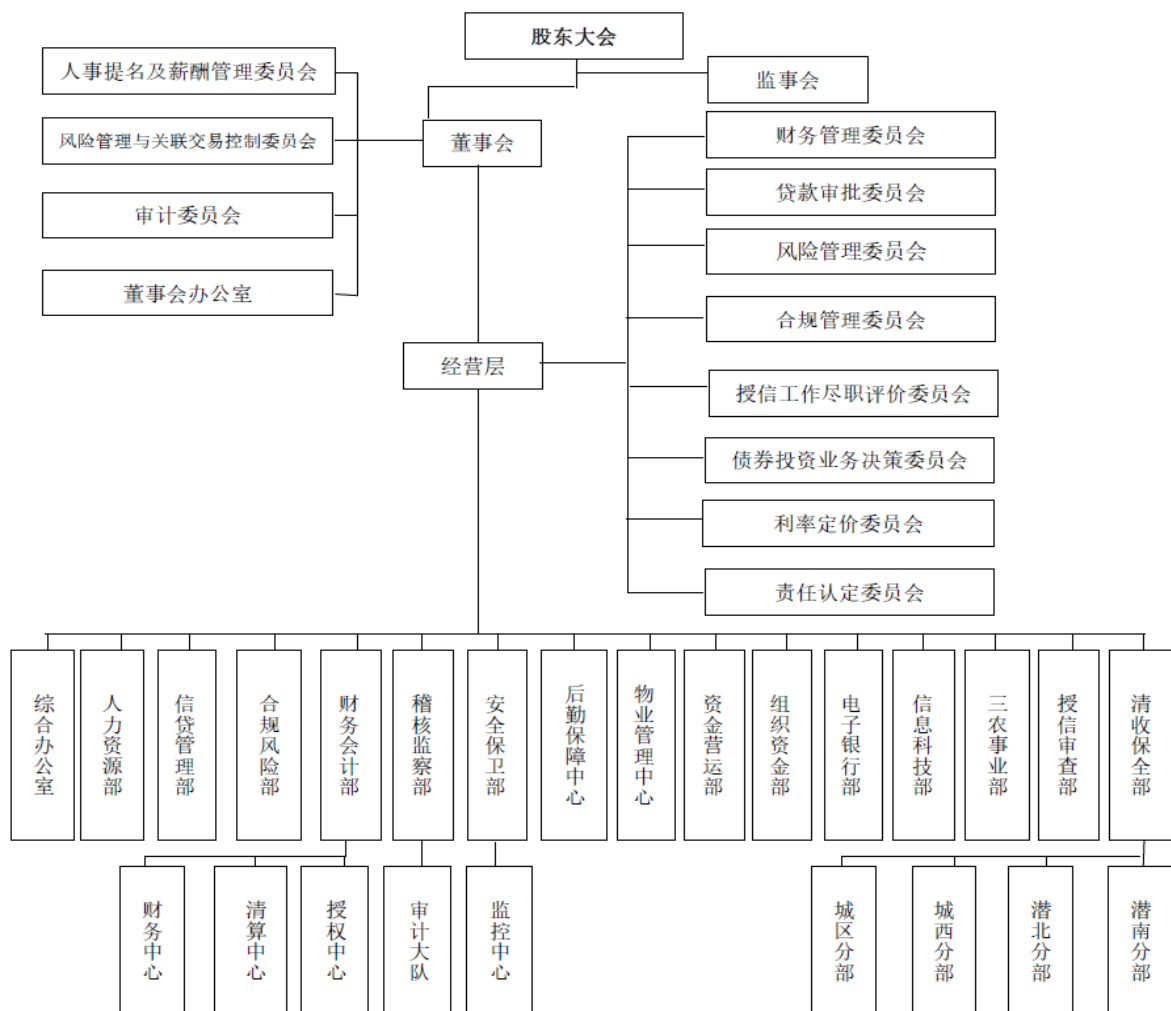 股东大会
人事提名及薪酬管理委员会
监事会
风险管理与关联交易控制委员会
董事会
财务管理委员会
贷款审批委员会
审计委员会
风险管理委员会
董事会办公室
合规管理委员会
经营层
授信工作尽职评价委员会
债券投资业务决策委员会
利率定价委员会
责任认定委员会
综合办公室
人力资源部
信贷管理部
合规风险部
财务会计部
稽核监察部
安全保卫部
后勤保障中心
物业管理中心
资金营运部
组织资金部
电子银行部
信息科技部
三农事业部
授信审查部
清收保全部
财务中心
清算中心
授权中心
审计大队
监控中心
城区分部
城西分部
潜北分部
潜南分部